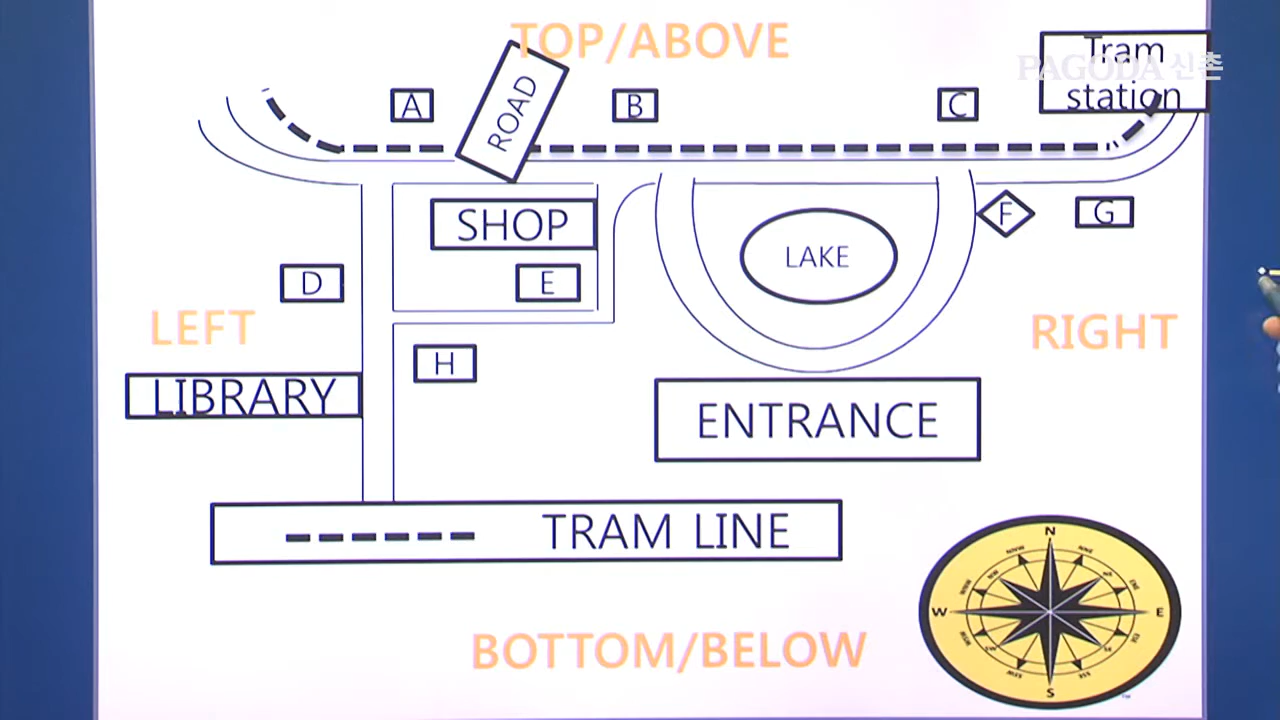 TOP/ABOVE
Tram
station
PAGODA 신촌
A
ROAD
B
C
SHOP
F
G
LAKE
D
E
LEFT
RIGHT
H
LIBRARY
ENTRANCE
TRAM LINE
N
W
E
S
BOTTOM/BELOW